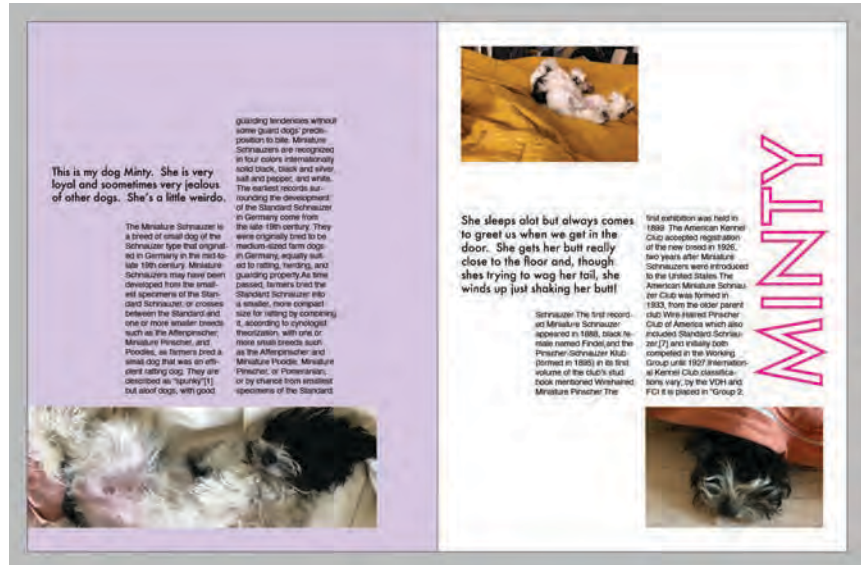 This is my dog Minty. She is very
loyal and soometimes very jealous
of other dogs. She's a little weirdo.
The Miniature Schnauzer is
a breed of small dog of the
Schnauzer type that originat-
ed in Germany in the mid-to-
late 19th century. Miniature
Schnauzers may have been
developed from the small-
est specimens of the Stan-
dard Schnauzer, or crosses
between the Standard and
one or more smaller breeds
such as the Affenpinscher,
Miniature Pinscher, and
Poodles, as farmers bred a
small dog that was an effi-
cient ratting dog. They are
described as "spunky"[1]
but aloof dogs, with good
guarding tendencies without
some guard dogs' predis-
position to bite. Miniature
Schnauzers are recognized
in four colors internationally
solid black, black and silver,
salt and pepper, and white.
The earliest records sur-
rounding the development
of the Standard Schnauzer
in Germany come from
the late 19th century. They
were originally bred to be
medium-sized farm dogs
in Germany, equally suit-
ed to ratting, herding, and
guarding property. As time
passed, farmers bred the
Standard Schnauzer into
a smaller, more compact
size for ratting by combining
it, according to cynologist
theorization, with one or
more small breeds such
as the Affenpinscher and
Miniature Poodle, Miniature
Pinscher, or Pomeranian,
or by chance from smallest
specimens of the Standard
She sleeps alot but always comes
to greet us when we get in the
door. She gets her butt really
close to the floor and, though
shes trying to wag her tail, she
winds up just shaking her butt!
Schnauzer The first record-
ed Miniature Schnauzer
appeared in 1888, black fe-
male named Findel,and the
Pinscher-Schnauzer Klub
(formed in 1895) in its first
volume of the club's stud
book mentioned Wirehaired
Miniature Pinscher The
first exhibition was held in
1899 The American Kennel
Club accepted registration
of the new breed in 1926,
two years after Miniature
Schnauzers were introduced
to the United States The
American Miniature Schnau-
zer Club was formed in
1933, from the older parent
club Wire-Haired Pinscher
Club of America which also
included Standard Schnau-
zer,[7] and initially both
competed in the Working
Group until 1927.Internation-
al Kennel Club classifica-
tions vary; by the VDH and
FCI it is placed in "Group 2:
MINTY